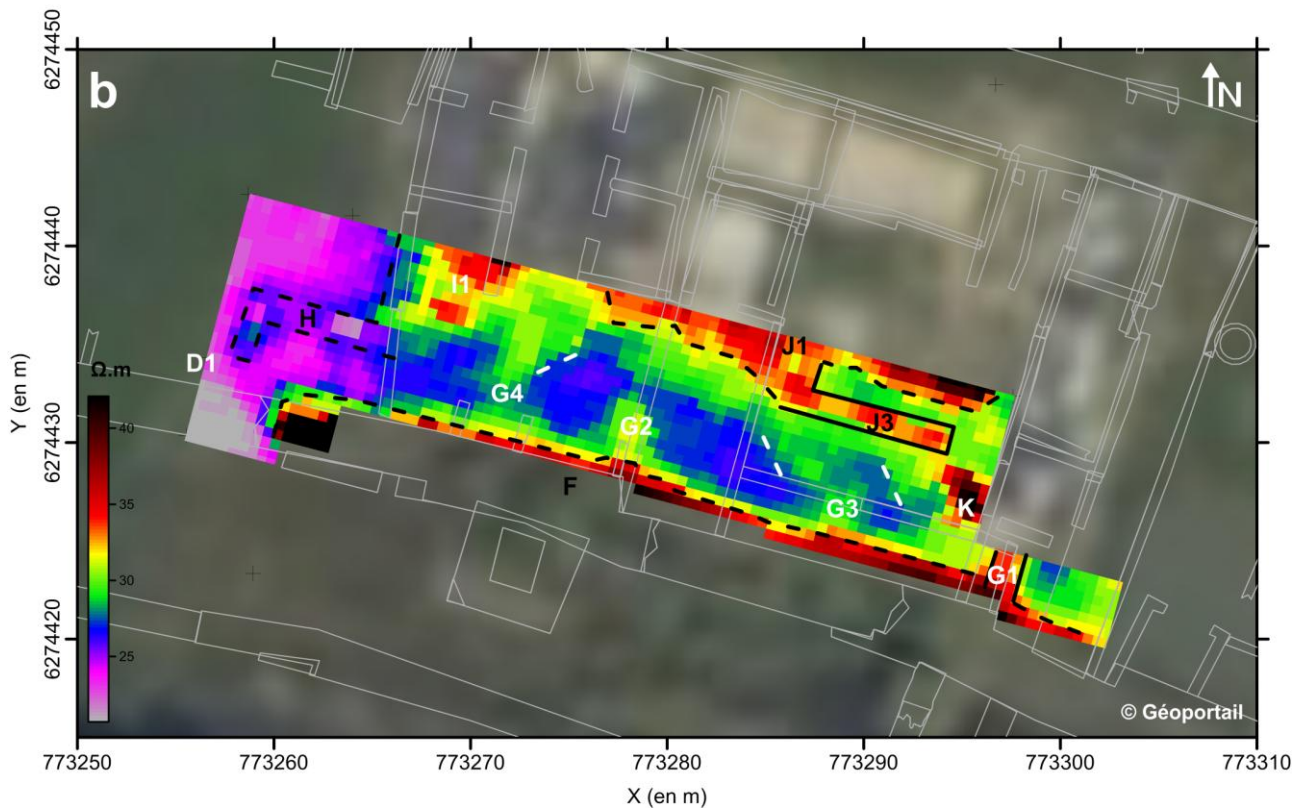 b
N
6274450
6274440
6274430
6274420
Y (en m)
I1
H
D1
Ω.m
40
35
30
25
J1
J3
G4
G2
G3
F
K
G1
© Géoportail
773250
773260
773270
773280
773290
773300
773310
X (en m)